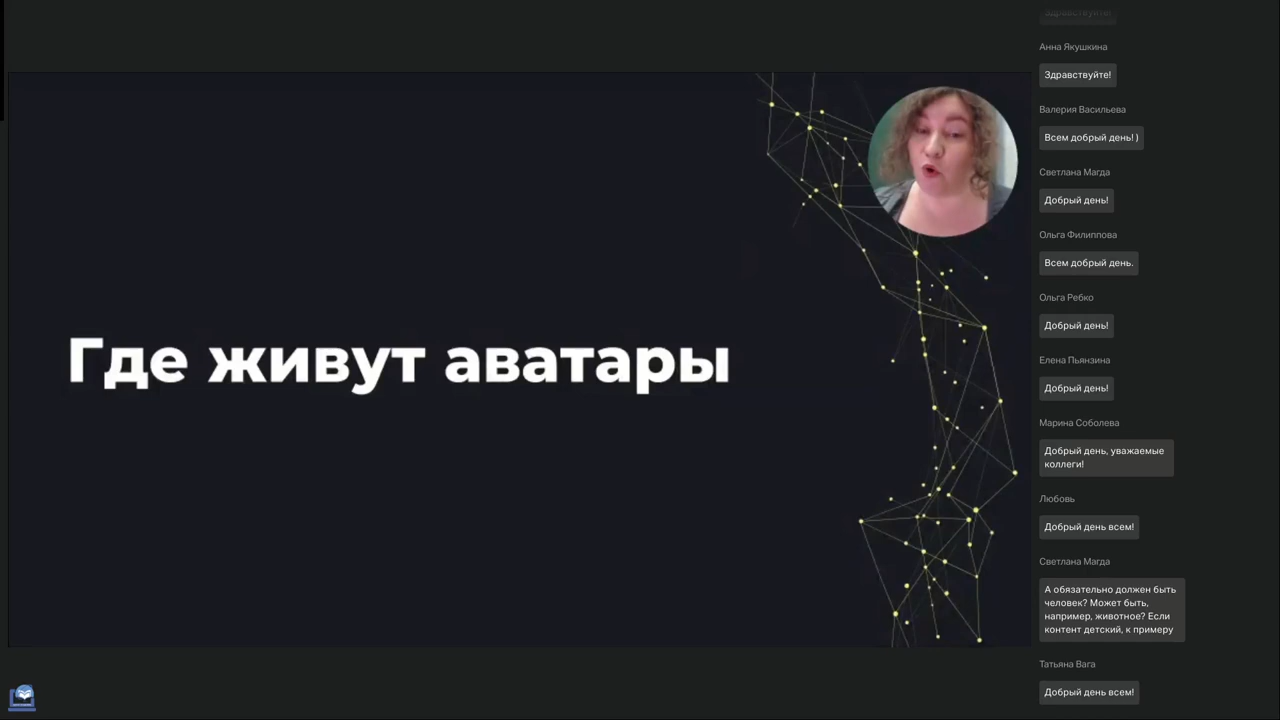 Где живут аватары
Здравствуйте!
Анна Якушкина
Здравствуйте!
Валерия Васильева
Всем добрый день! )
Светлана Магда
Добрый день!
Ольга Филиппова
Всем добрый день.
Ольга Ребко
Добрый день!
Елена Пьянзина
Добрый день!
Марина Соболева
Добрый день, уважаемые
коллеги!
Любовь
Добрый день всем!
Светлана Магда
А обязательно должен быть
человек? Может быть,
например, животное? Если
контент детский, к примеру
Татьяна Вага
Добрый день всем!